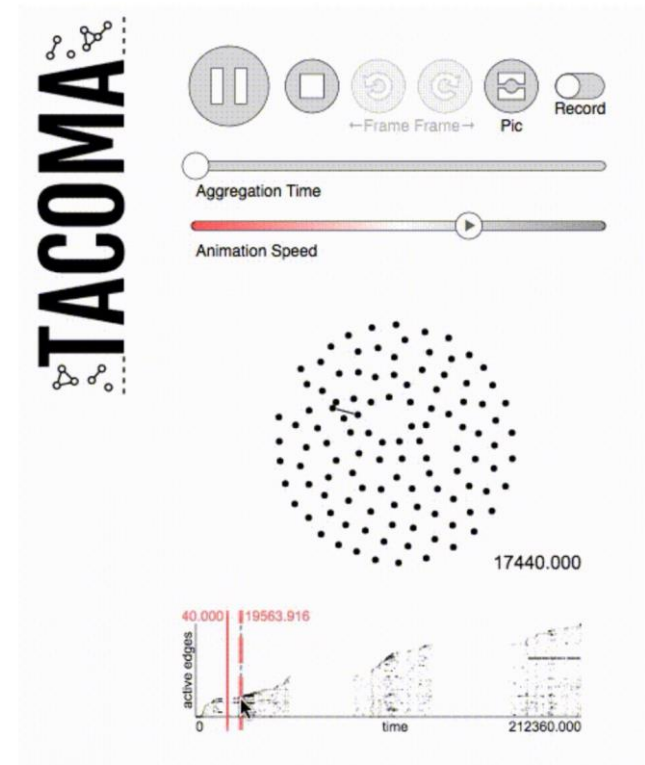 TACOMA
←Frame Frame→
Pic
Record
Aggregation Time
Animation Speed
17440.000
40.000
19563.916
active edges
0
time
212360.000